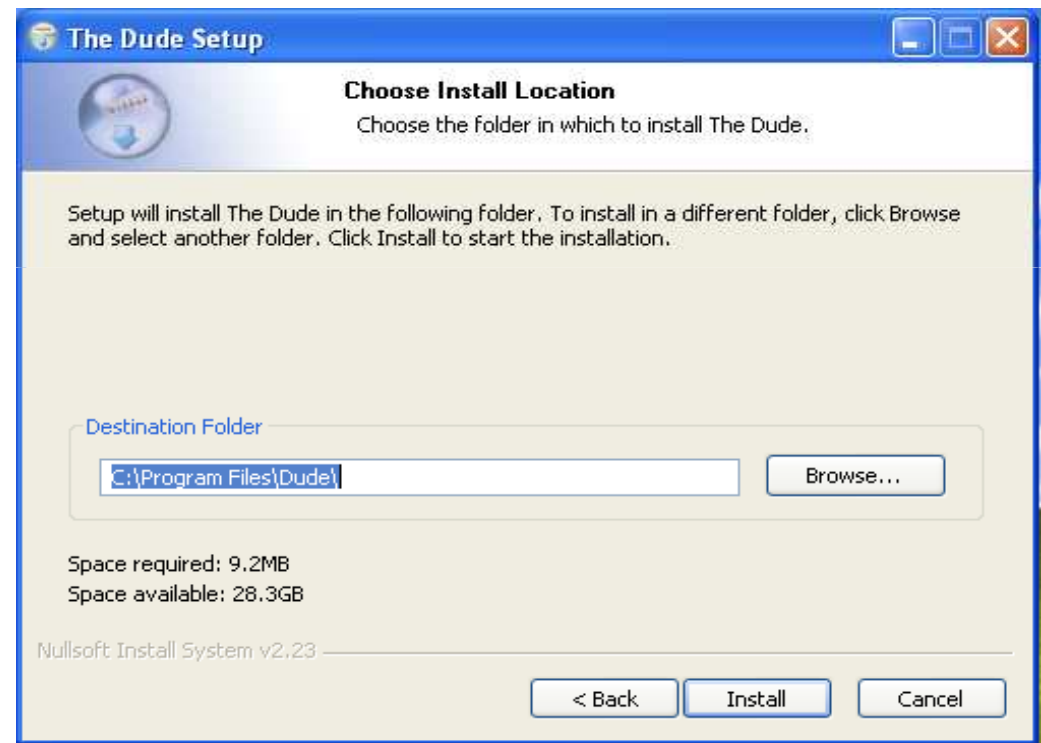 The Dude Setup
Choose Install Location
Choose the folder in which to install The Dude.
Setup will install The Dude in the following folder. To install in a different folder, click Browse
and select another folder. Click Install to start the installation.
Destination Folder
C:\Program Files\Dude\
Browse...
Space required: 9.2MB
Space available: 28.3GB
Nullsoft Install System v2.23
< Back
Install
Cancel